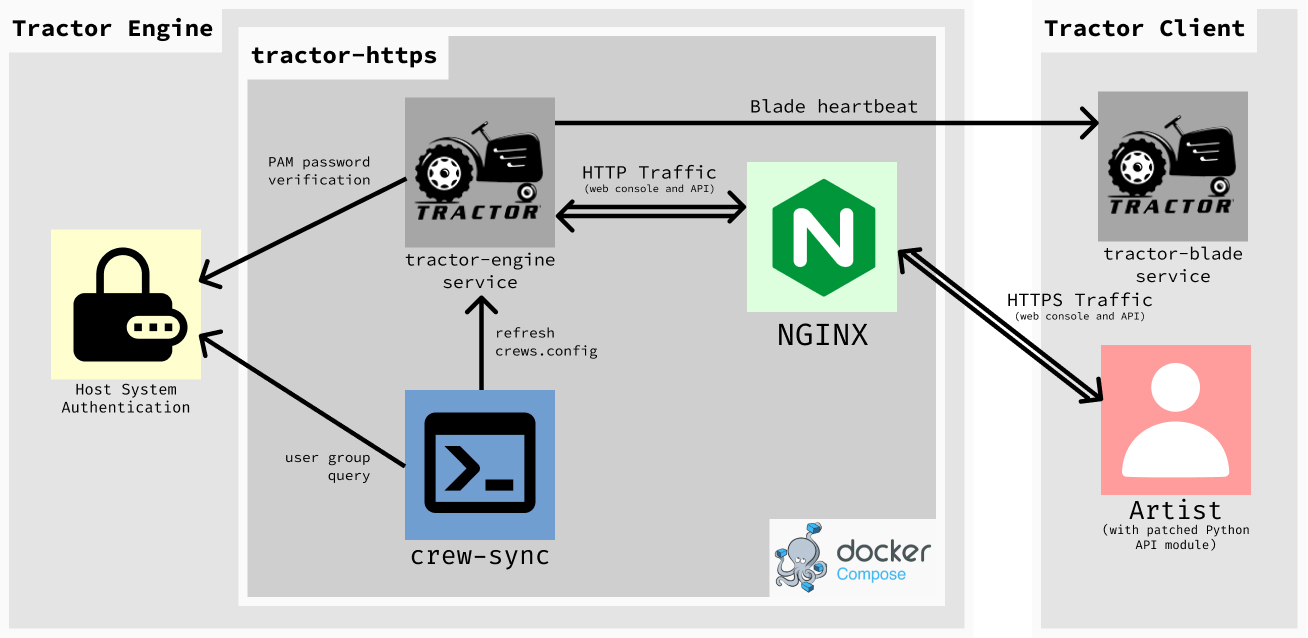 Tractor Engine
tractor-https
Tractor Client
Blade heartbeat
PAM password
verification
HTTP Traffic
(web console and API)
TRACTOR
TRACTOR
tractor-engine
service
tractor-blade
service
HTTPS Traffic
(web console and API)
N
NGINX
refresh
crews.config
Host System
Authentication
user group
query
>_
crew-sync
Artist
(with patched Python
API module)
docker
Compose